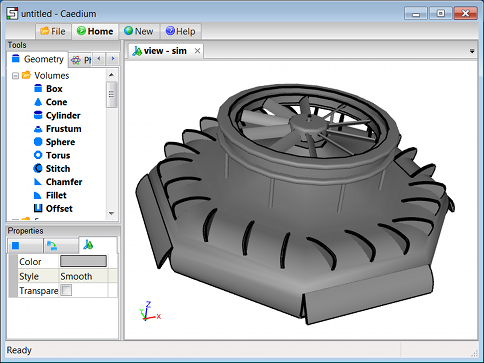 untitled - Caedium
File Home New Help
Tools
Geometry
Volumes
Box
Cone
Cylinder
Frustum
Sphere
Torus
Stitch
Chamfer
Fillet
Offset
Properties
Color
Style Smooth
Transpare
view - sim
Z
X
Ready